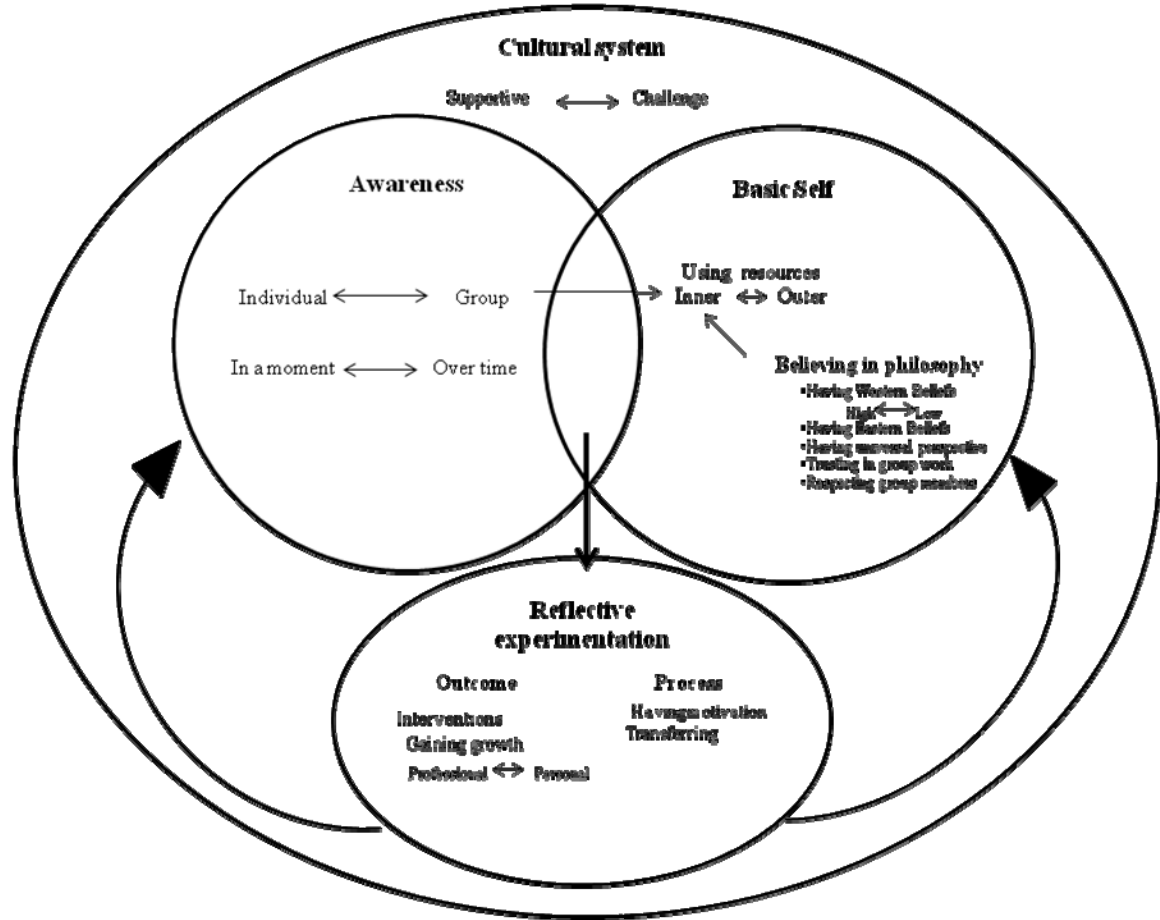 Cultural system
Supportive Challenge
Awareness
Individual Group
In a moment Over time
Basic Self
Using resources
Inner Outer
Believing in philosophy
•Having Western Beliefs
High Low
•Having Eastern Beliefs
•Having universal perspective
•Trusting in group work
•Respecting group members
Reflective
experimentation
Outcome
Interventions
Gaining growth
Professional Personal
Process
Having motivation
Transferring